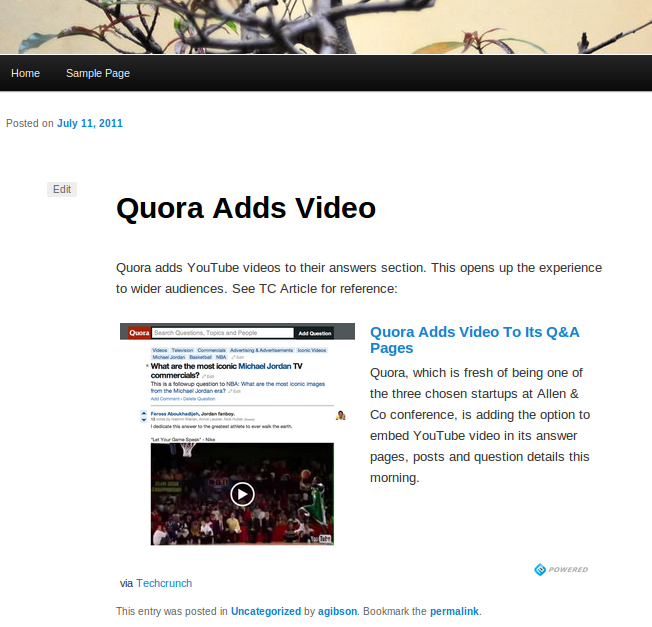 Home Sample Page
Posted on July 11, 2011
Edit
Quora Adds Video
Quora adds YouTube videos to their answers section. This opens up the experience
to wider audiences. See TC Article for reference:
Quora Search Questions, Topics and People Add Question
Videos Television Commercials Advertising & Advertisements Iconic Videos
Michael Jordan Basketball NBA Edit
What are the most iconic Michael Jordan TV
commercials? Edit
This is a followup question to NBA: What are the most iconic images
from the Michael Jordan era? Edit
Add Comment • Delete Question
Feross Aboukhadijeh, Jordan fanboy.
I dedicate this answer to the greatest athlete to ever walk the earth.
"Let Your Game Speak" - Nike
YouTube
Quora Adds Video To Its Q&A
Pages
Quora, which is fresh of being one of
the three chosen startups at Allen &
Co conference, is adding the option to
embed YouTube video in its answer
pages, posts and question details this
morning.
POWERED
via Techcrunch
This entry was posted in Uncategorized by agibson. Bookmark the permalink.